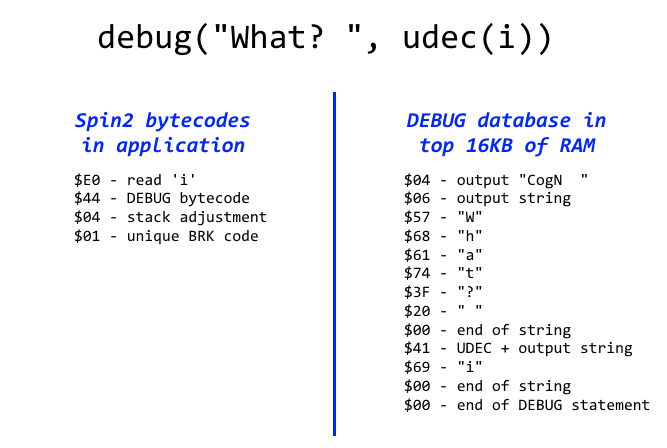 debug("What? ", udec(i))
Spin2 bytecodes
in application
$E0 - read 'i'
$44 - DEBUG bytecode
$04 - stack adjustment
$01 - unique BRK code
DEBUG database in
top 16KB of RAM
$04 - output "CogN  "
$06 - output string
$57 - "W"
$68 - "h"
$61 - "a"
$74 - "t"
$3F - "?"
$20 - " "
$00 - end of string
$41 - UDEC + output string
$69 - "i"
$00 - end of string
$00 - end of DEBUG statement